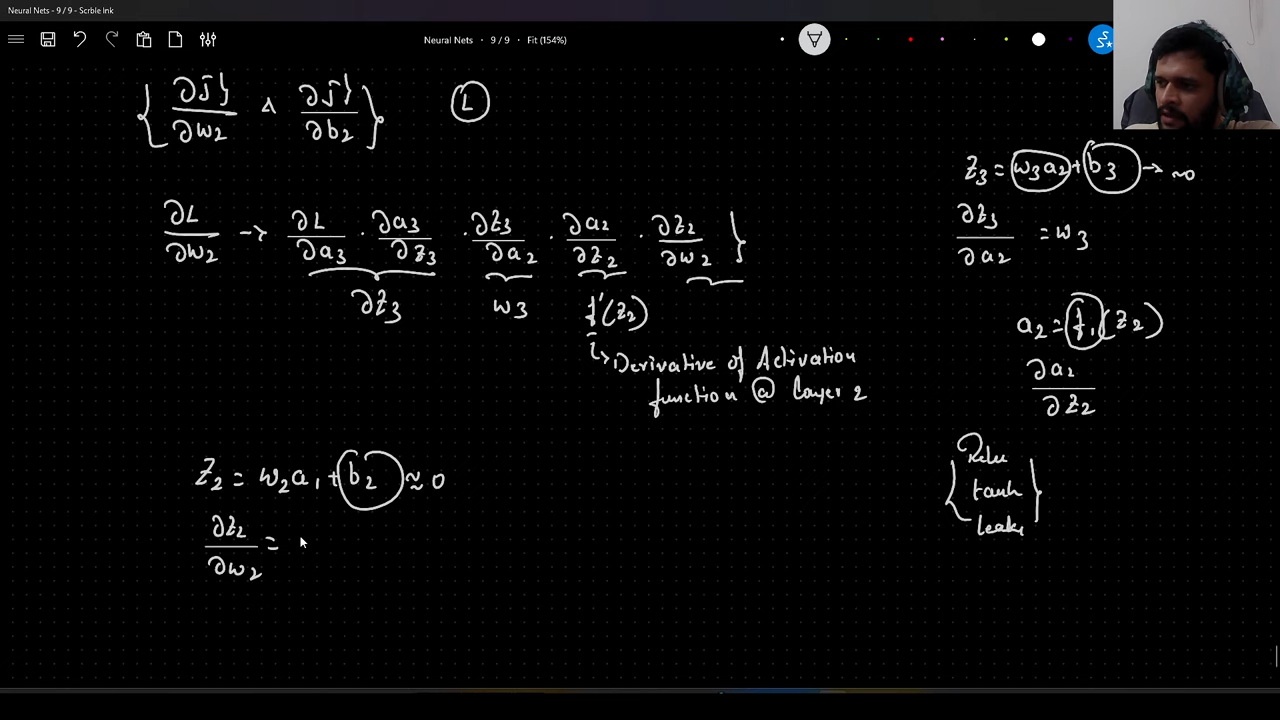 Neural Nets - 9 / 9 - Scrble Ink
Neural Nets • 9 / 9 • Fit (154%)
{ ∂J} / ∂w2 ∧ ∂J} / ∂b2 } L
z3 = w3a2 + b3 → ~0
∂z3 / ∂a2 = w3
∂L / ∂w2 → ∂L / ∂a3 · ∂a3 / ∂z3 · ∂z3 / ∂a2 · ∂a2 / ∂z2 · ∂z2 / ∂w2 }
∂z3 w3 f'(z2)
a2 = f1(z2)
↳ Derivative of Activation
function @ Layer 2
∂a2 / ∂z2
Relu
tanh
leaky
z2 = w2a1 + b2 ≈ 0
∂z2 / ∂w2 =